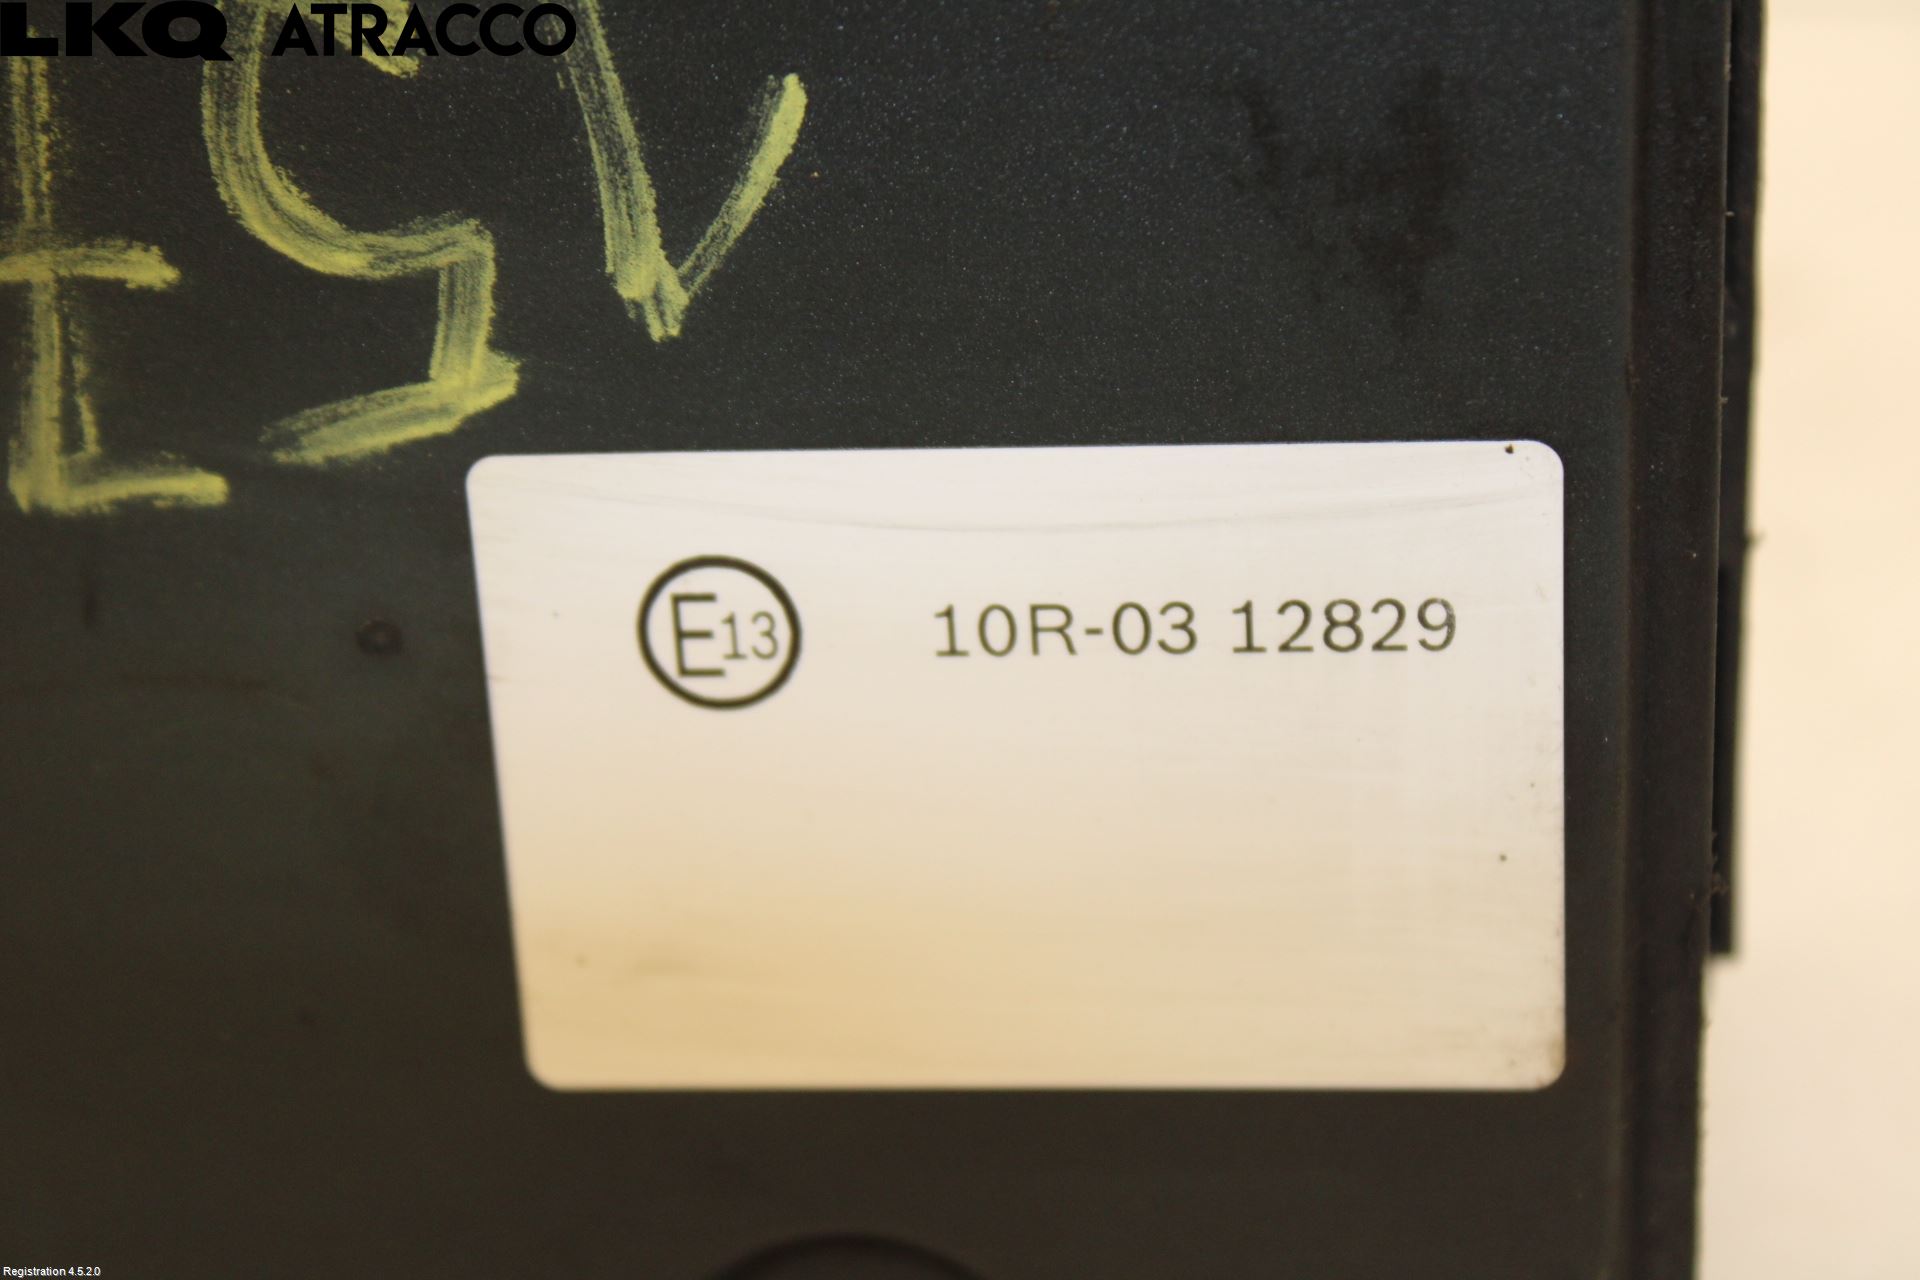 LKQ ATRACCO
E13 10R-03 12829
Registration 4.5.2.0